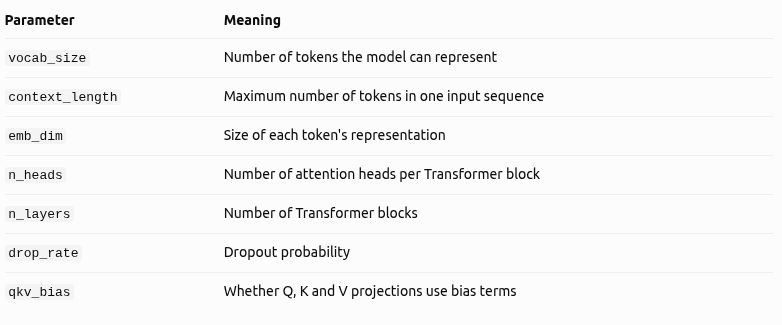 Parameter Meaning
vocab_size Number of tokens the model can represent
context_length Maximum number of tokens in one input sequence
emb_dim Size of each token's representation
n_heads Number of attention heads per Transformer block
n_layers Number of Transformer blocks
drop_rate Dropout probability
qkv_bias Whether Q, K and V projections use bias terms